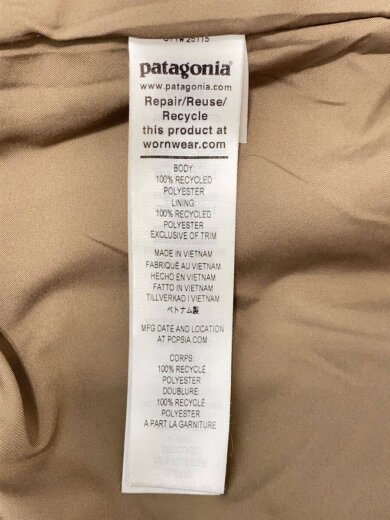 patagonia®
www.patagonia.com
Repair/Reuse/
Recycle
this product at
wornwear.com
BODY:
100% RECYCLED
POLYESTER
LINING:
100% RECYCLED
POLYESTER
EXCLUSIVE OF TRIM
MADE IN VIETNAM
FABRIQUÉ AU VIETNAM
HECHO EN VIETNAM
FATTO IN VIETNAM
TILLVERKAD I VIETNAM
ベトナム製
MFG DATE AND LOCATION
AT POPSIA.COM
CORPS:
100% RECYCLÉ
POLYESTER
DOUBLURE:
100% RECYCLÉ
POLYESTER
A PART LA GARNITURE